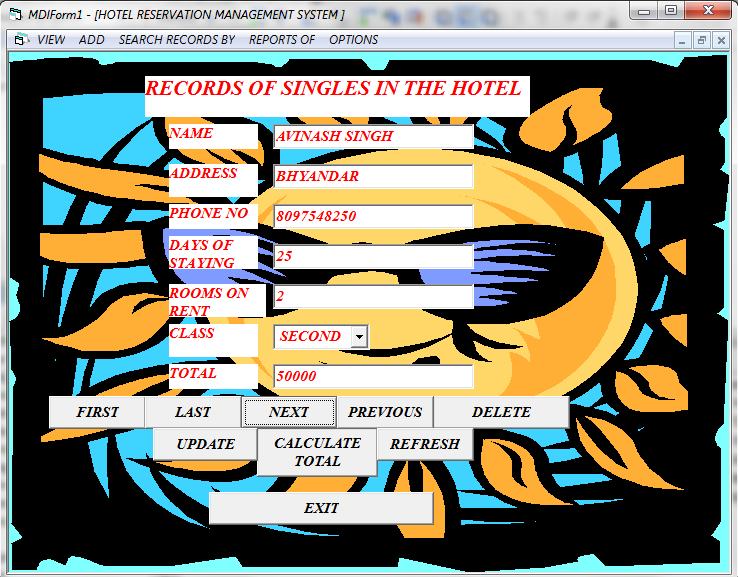 MDIForm1 - [HOTEL RESERVATION MANAGEMENT SYSTEM ]
VIEW ADD SEARCH RECORDS BY REPORTS OF OPTIONS
RECORDS OF SINGLES IN THE HOTEL
NAME AVINASH SINGH
ADDRESS BHYANDAR
PHONE NO 8097548250
DAYS OF
STAYING 25
ROOMS ON
RENT 2
CLASS SECOND
TOTAL 50000
FIRST LAST NEXT PREVIOUS DELETE
UPDATE CALCULATE
TOTAL REFRESH
EXIT